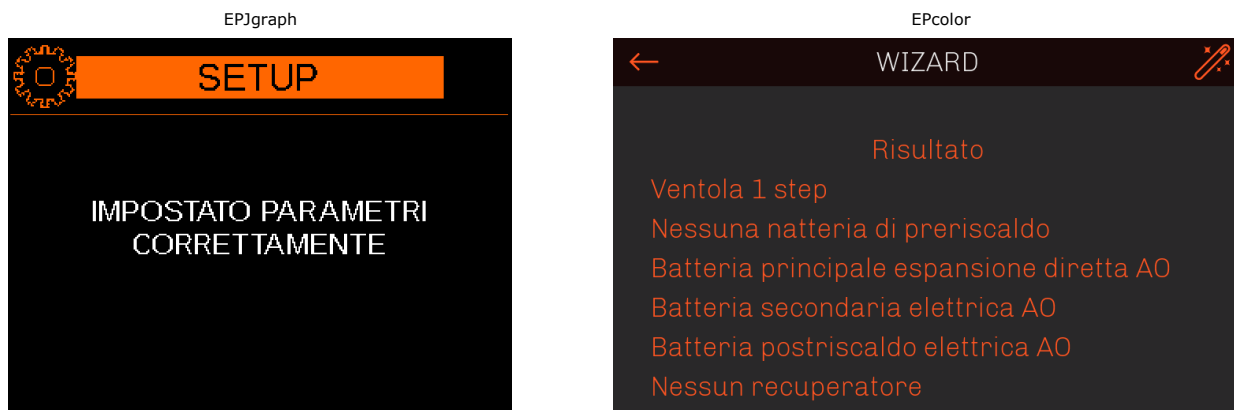 EPJgraph
SETUP
IMPOSTATO PARAMETRI
CORRETTAMENTE
EPcolor
WIZARD
Risultato
Ventola 1 step
Nessuna natteria di preriscaldo
Batteria principale espansione diretta AO
Batteria secondaria elettrica AO
Batteria postriscaldo elettrica AO
Nessun recuperatore